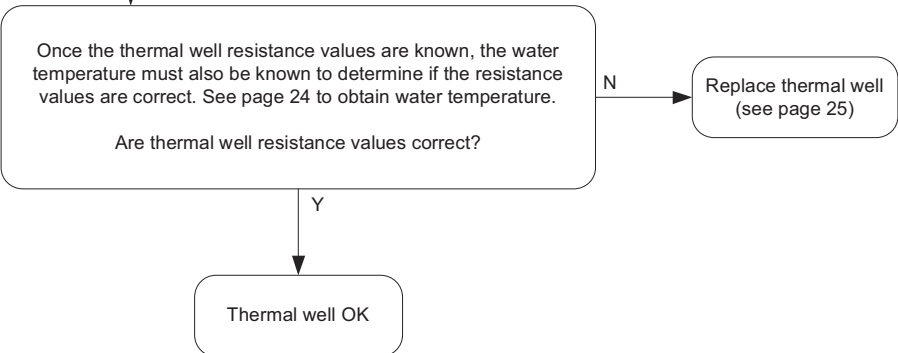 Once the thermal well resistance values are known, the water
temperature must also be known to determine if the resistance
values are correct. See page 24 to obtain water temperature.
Are thermal well resistance values correct?
N
Replace thermal well
(see page 25)
Y
Thermal well OK